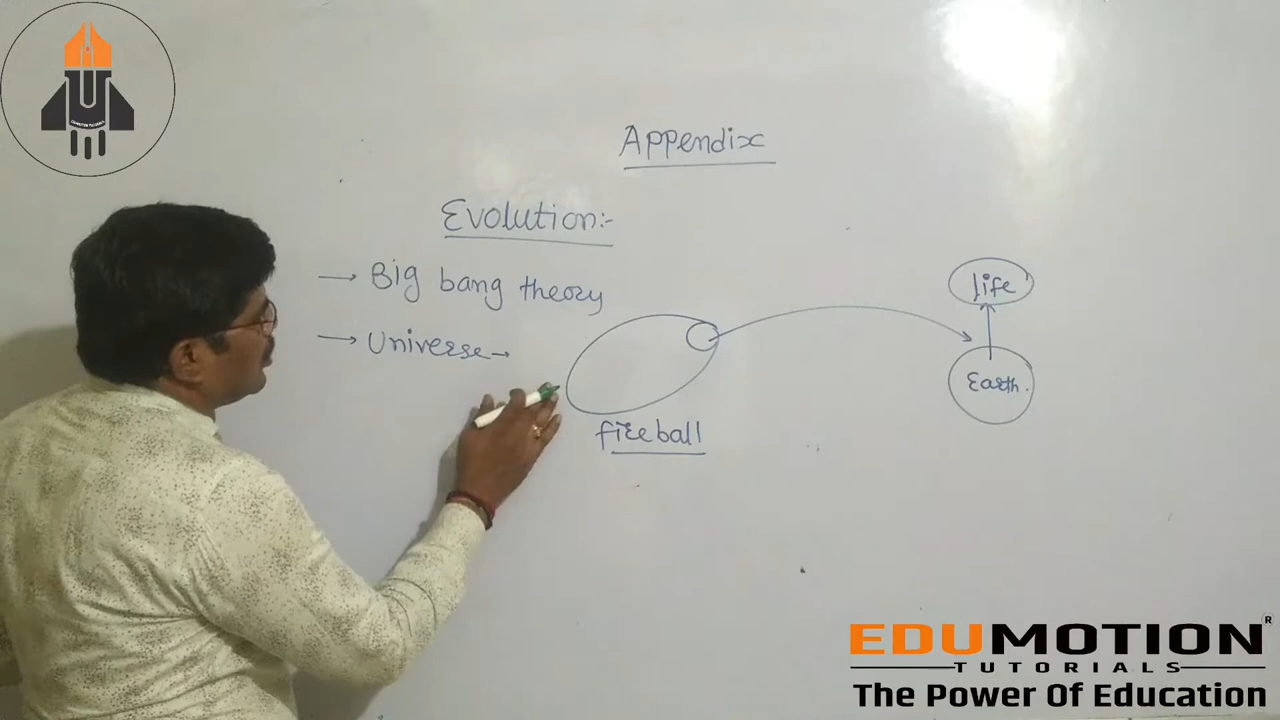 Appendix
Evolution:-
→ Big bang theory
→ Universe →
fireball
life
Earth.
EDUMOTION®
TUTORIALS
The Power Of Education